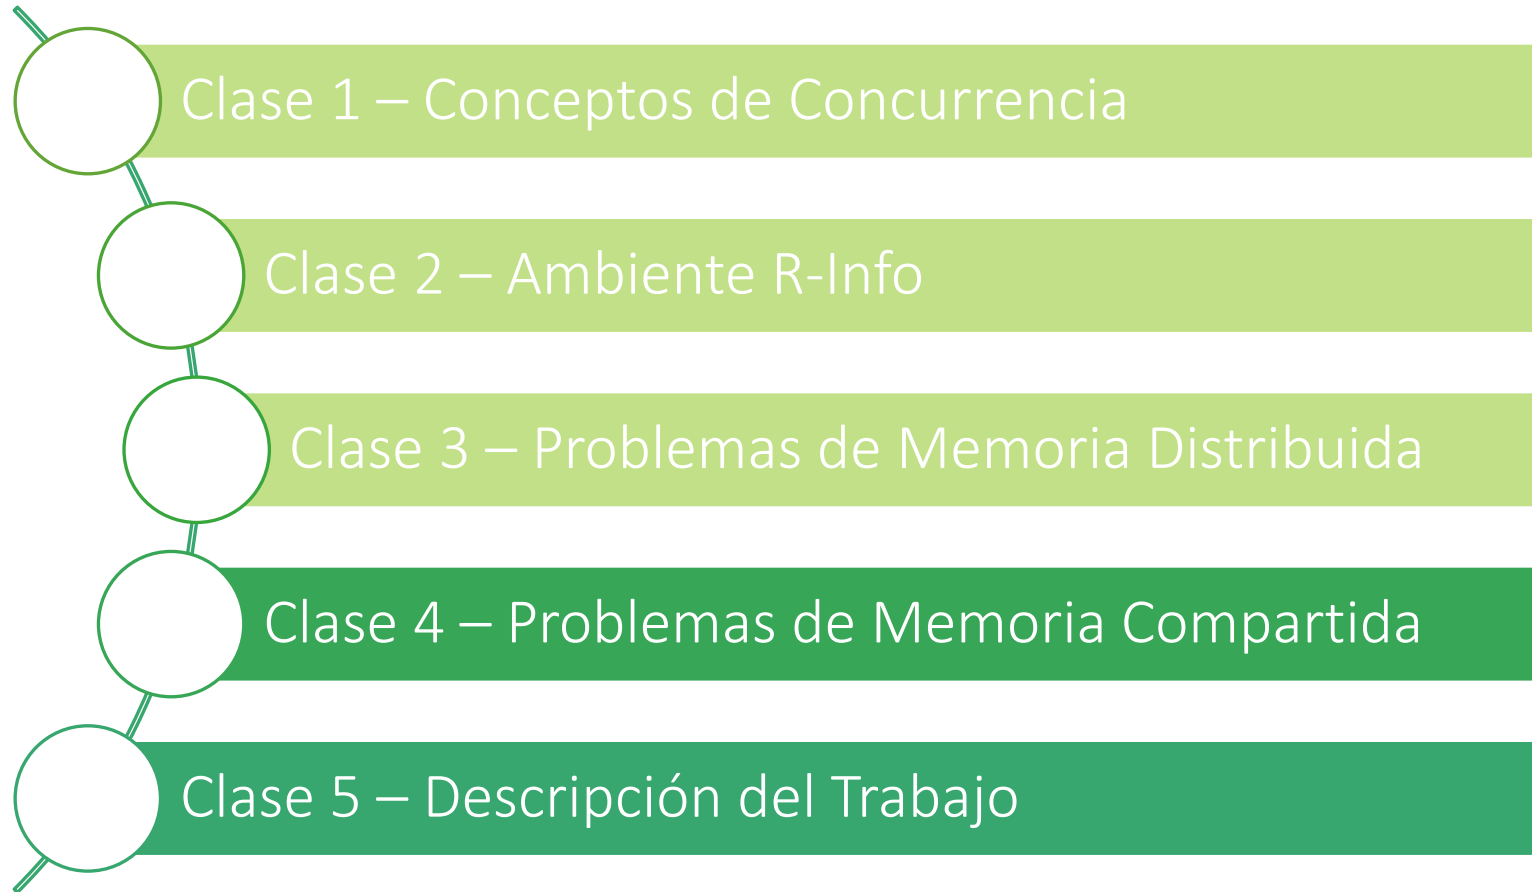 Clase 1 – Conceptos de Concurrencia
Clase 2 – Ambiente R-Info
Clase 3 – Problemas de Memoria Distribuida
Clase 4 – Problemas de Memoria Compartida
Clase 5 – Descripción del Trabajo